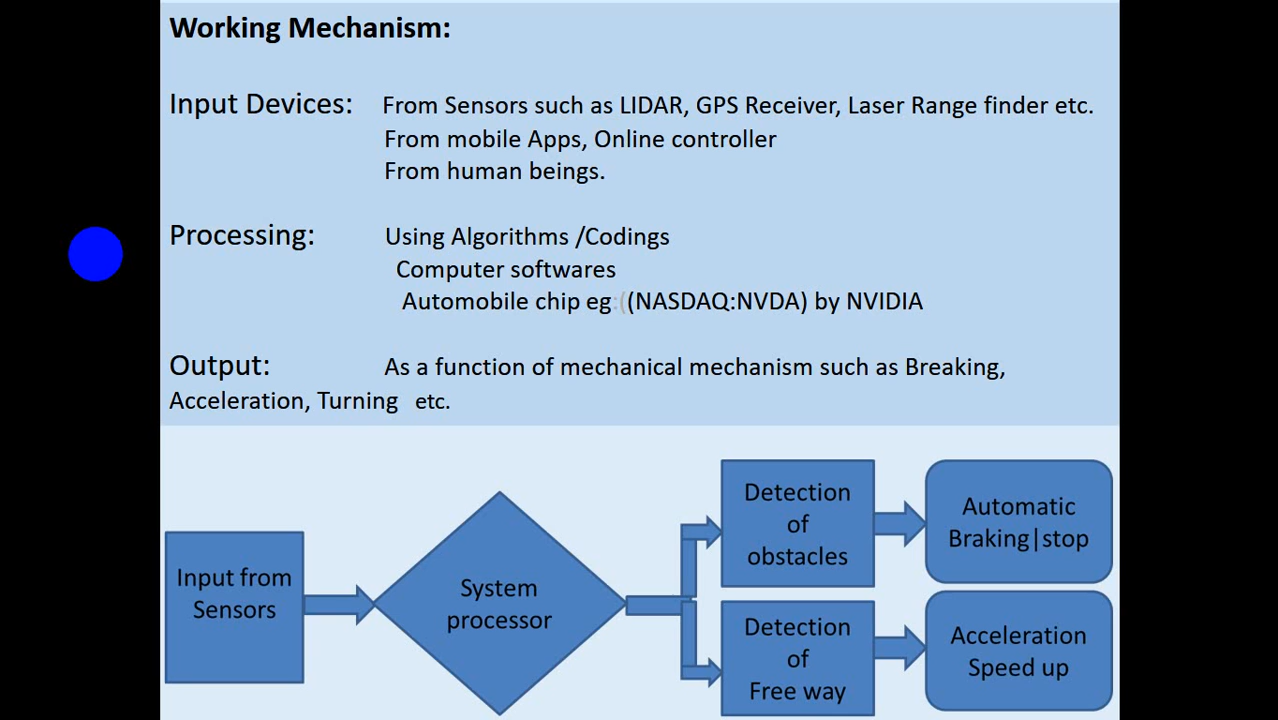 Working Mechanism:
Input Devices: From Sensors such as LIDAR, GPS Receiver, Laser Range finder etc.
From mobile Apps, Online controller
From human beings.
Processing: Using Algorithms /Codings
Computer softwares
Automobile chip eg:((NASDAQ:NVDA) by NVIDIA
Output: As a function of mechanical mechanism such as Breaking,
Acceleration, Turning etc.
Input from
Sensors
System
processor
Detection
of
obstacles
Automatic
Braking|stop
Detection
of
Free way
Acceleration
Speed up